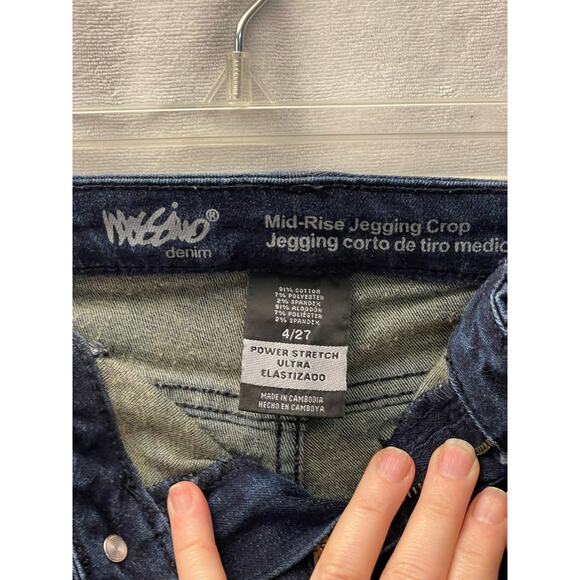 MOSSIMO®
denim
Mid-Rise Jegging Crop
Jegging corto de tiro medio
91% COTTON
7% POLYESTER
2% SPANDEX
91% ALGODÓN
7% POLIÉSTER
2% SPANDEX
4/27
POWER STRETCH
ULTRA
ELASTIZADO
MADE IN CAMBODIA
HECHO EN CAMBOYA